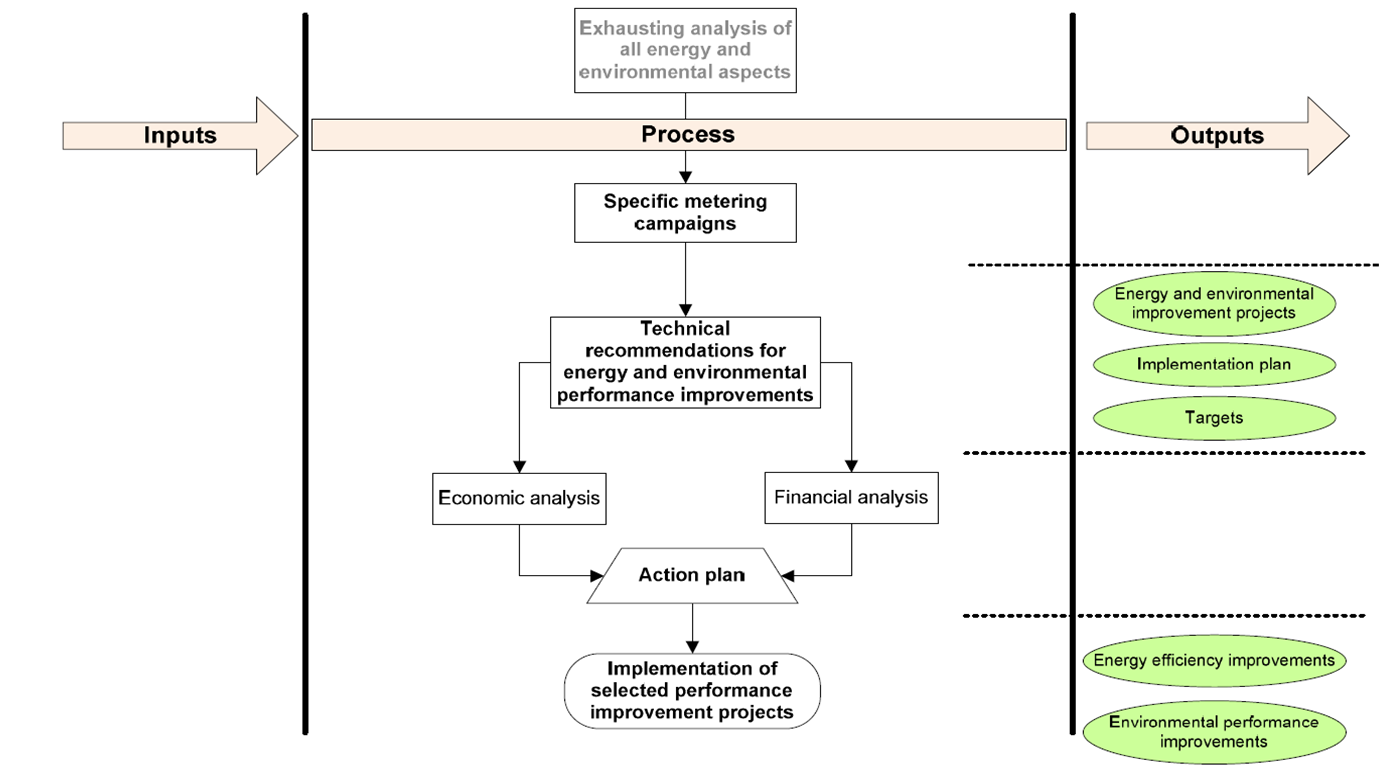 Exhausting analysis of
all energy and
environmental aspects
Inputs
Process
Outputs
Specific metering
campaigns
Energy and environmental
improvement projects
Technical
recommendations for
energy and environmental
performance improvements
Implementation plan
Targets
Economic analysis
Financial analysis
Action plan
Implementation of
selected performance
improvement projects
Energy efficiency improvements
Environmental performance
improvements